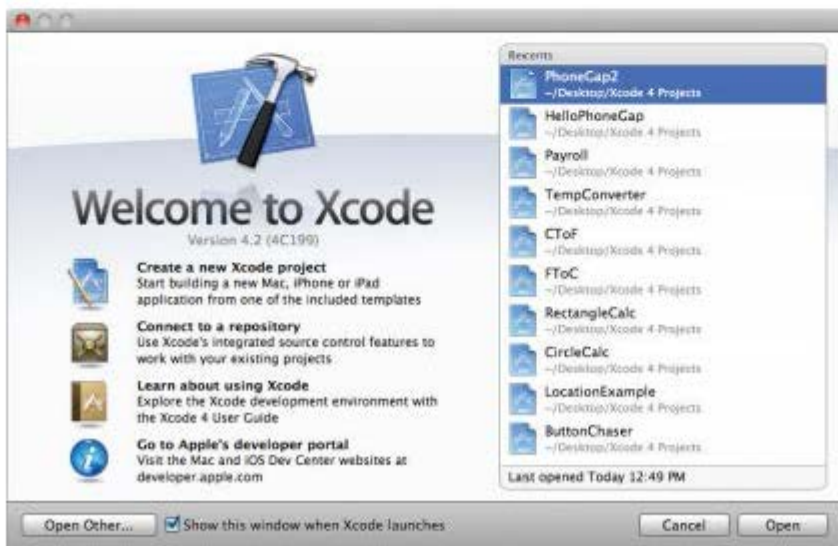 Welcome to Xcode
Version 4.2 (4C199)
Create a new Xcode project
Start building a new Mac, iPhone or iPad
application from one of the included templates
Connect to a repository
Use Xcode's integrated source control features to
work with your existing projects
Learn about using Xcode
Explore the Xcode development environment with
the Xcode 4 User Guide
Go to Apple's developer portal
Visit the Mac and iOS Dev Center websites at
developer.apple.com
Recents
PhoneGap2
~/Desktop/Xcode 4 Projects
HelloPhoneGap
~/Desktop/Xcode 4 Projects
Payroll
~/Desktop/Xcode 4 Projects
TempConverter
~/Desktop/Xcode 4 Projects
CToF
~/Desktop/Xcode 4 Projects
FToC
~/Desktop/Xcode 4 Projects
RectangleCalc
~/Desktop/Xcode 4 Projects
CircleCalc
~/Desktop/Xcode 4 Projects
LocationExample
~/Desktop/Xcode 4 Projects
ButtonChaser
~/Desktop/Xcode 4 Projects
Last opened Today 12:49 PM
Open Other...
Show this window when Xcode launches
Cancel
Open